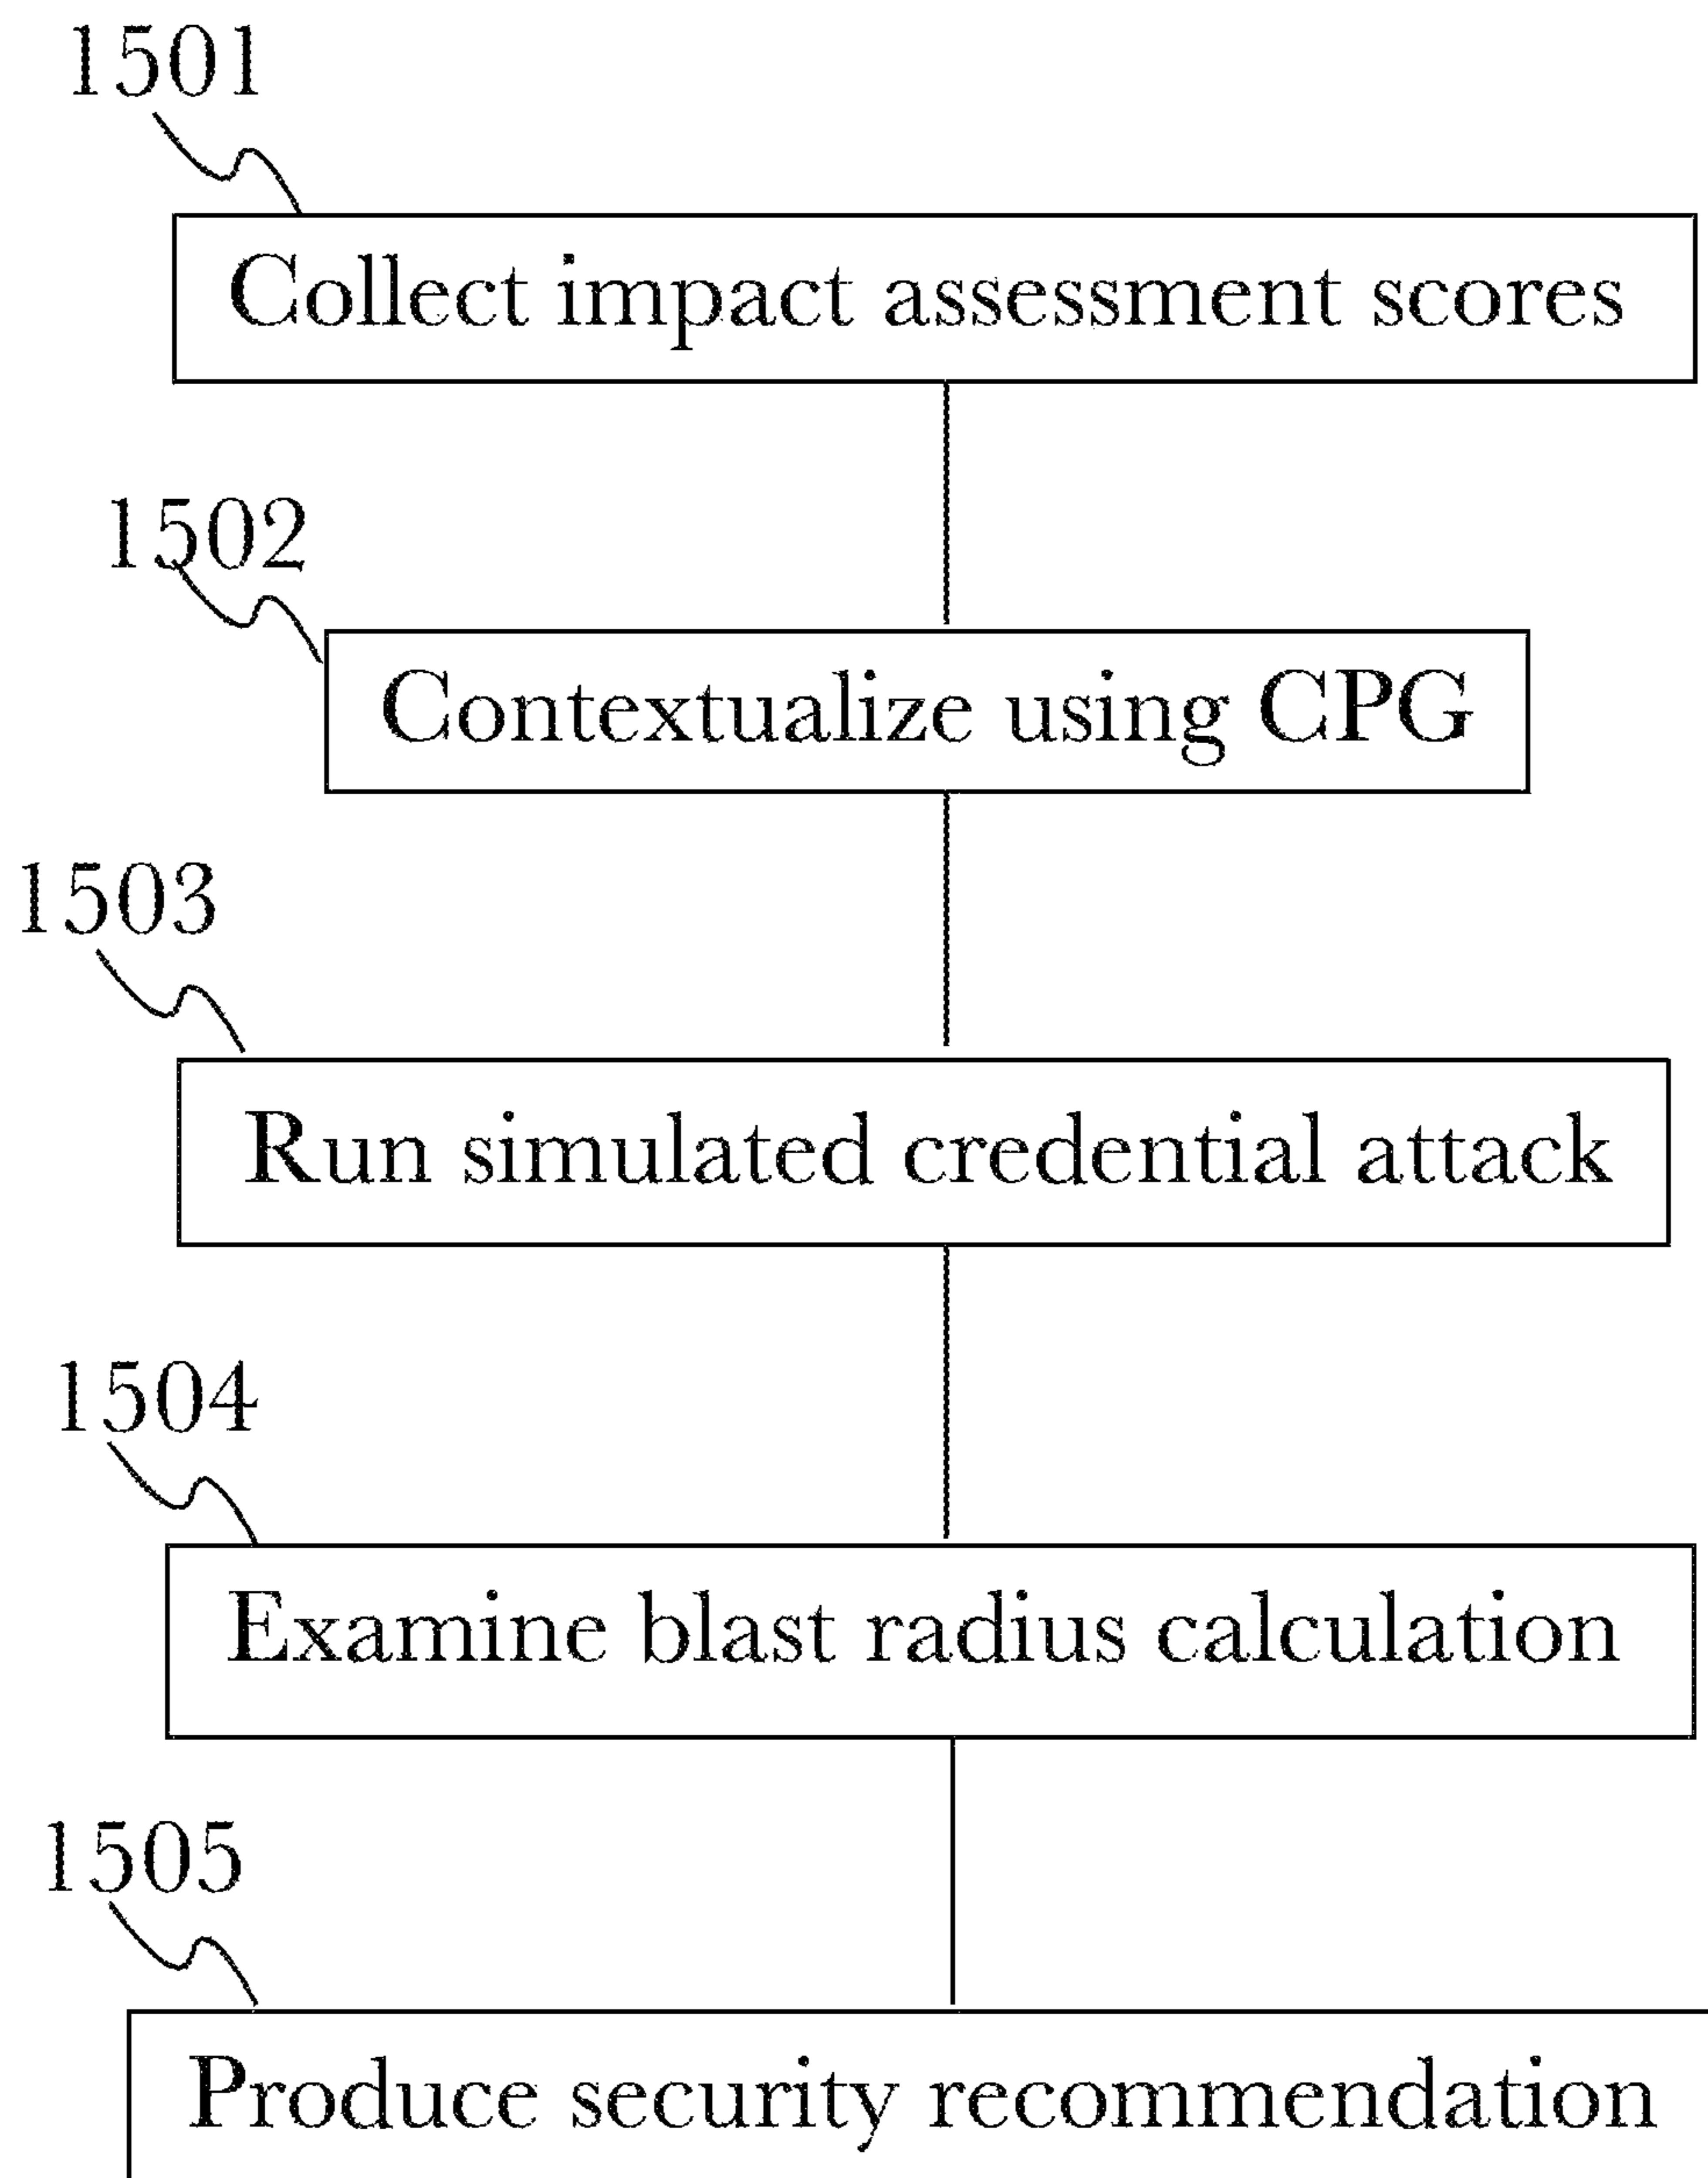 1501
Collect impact assessment scores
1502
Contextualize using CPG
1503
Run simulated credential attack
1504
Examine blast radius calculation
1505
Produce security recommendation